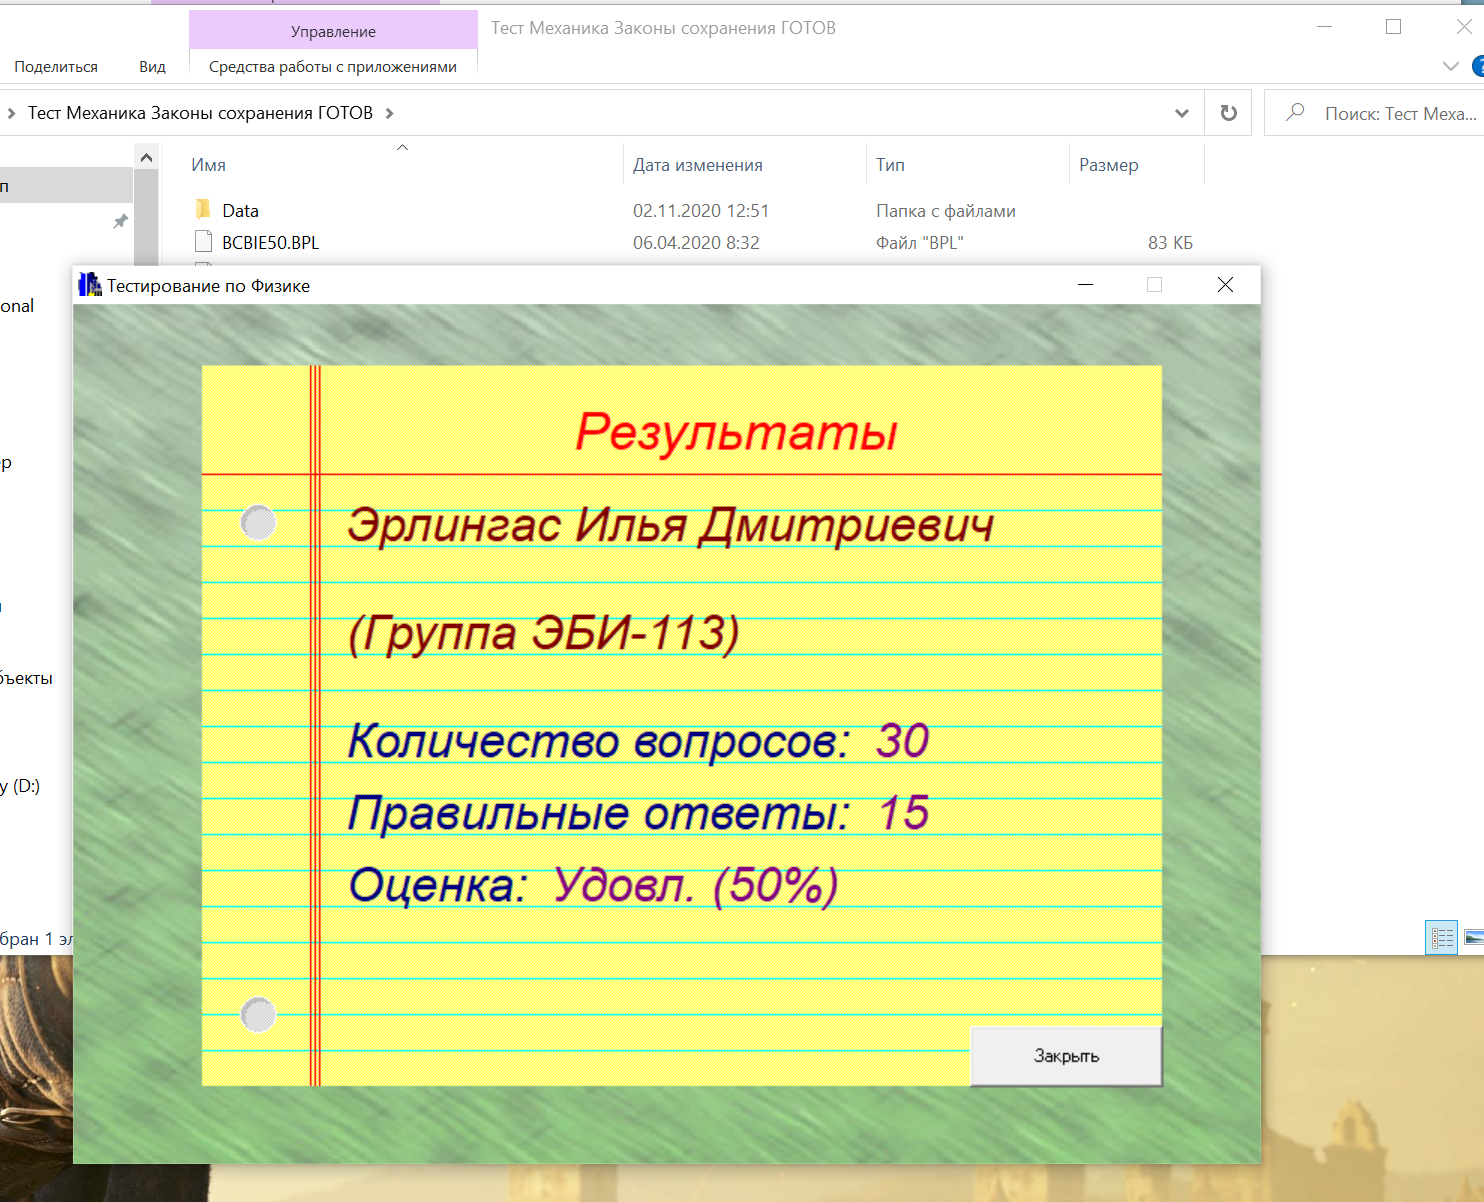 Управление
Тест Механика Законы сохранения ГОТОВ
Поделиться
Вид
Средства работы с приложениями
Тест Механика Законы сохранения ГОТОВ
Поиск: Тест Меха...
Имя
Дата изменения
Тип
Размер
Data
02.11.2020 12:51
Папка с файлами
BCBIE50.BPL
06.04.2020 8:32
Файл "BPL"
83 КБ
Тестирование по Физике
onal
Результаты
Эрлингас Илья Дмитриевич
(Группа ЭБИ-113)
бъекты
Количество вопросов: 30
у (D:)
Правильные ответы: 15
Оценка: Удовл. (50%)
бран 1 эл
Закрыть